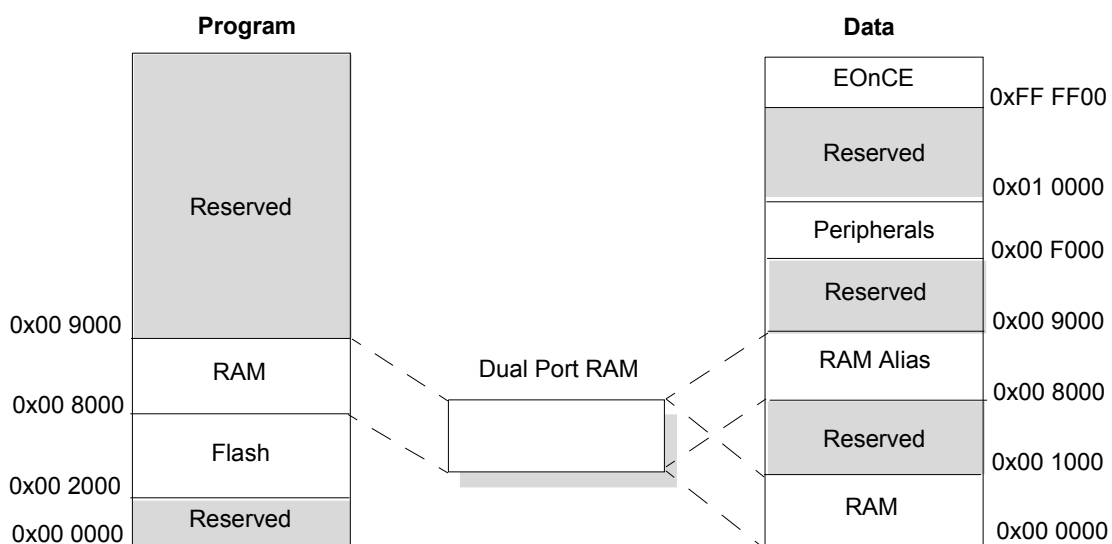 Program
Reserved
0x00 9000
RAM
0x00 8000
Flash
0x00 2000
Reserved
0x00 0000
Dual Port RAM
Data
EOnCE
0xFF FF00
Reserved
0x01 0000
Peripherals
0x00 F000
Reserved
0x00 9000
RAM Alias
0x00 8000
Reserved
0x00 1000
RAM
0x00 0000